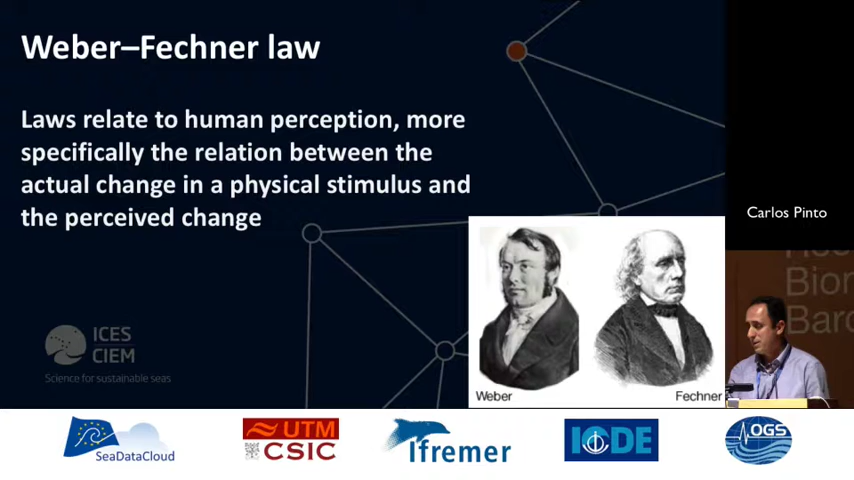 Weber–Fechner law
Laws relate to human perception, more
specifically the relation between the
actual change in a physical stimulus and
the perceived change
Carlos Pinto
Bion
Barc
ICES
CIEM
Science for sustainable seas
Weber
Fechner
SeaDataCloud
UTM
CSIC
Ifremer
IODE
OGS